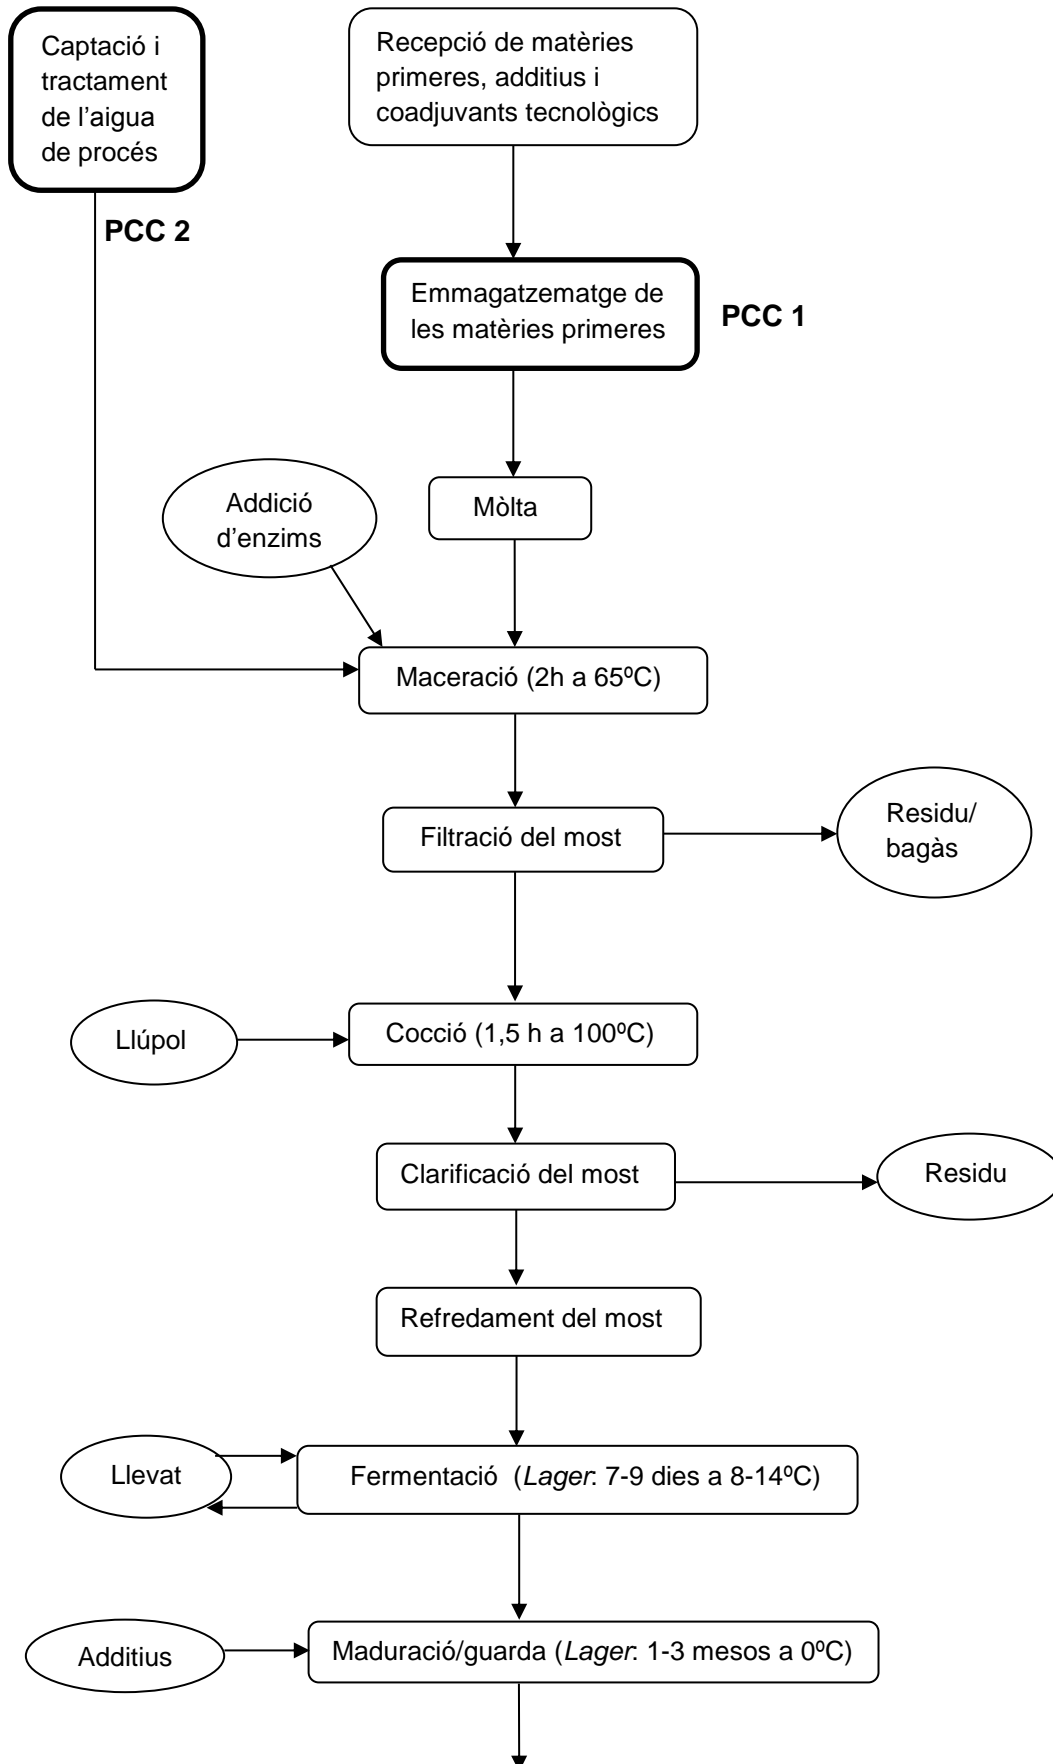 Captació i
tractament
de l’aigua
de procés
Recepció de matèries
primeres, additius i
coadjuvants tecnològics
PCC 2
Emmagatzematge de
les matèries primeres
PCC 1
Addició
d’enzims
Mòlta
Maceració (2h a 65ºC)
Filtració del most
Residu/
bagàs
Llúpol
Cocció (1,5 h a 100ºC)
Clarificació del most
Residu
Refredament del most
Llevat
Fermentació (Lager: 7-9 dies a 8-14ºC)
Additius
Maduració/guarda (Lager: 1-3 mesos a 0ºC)